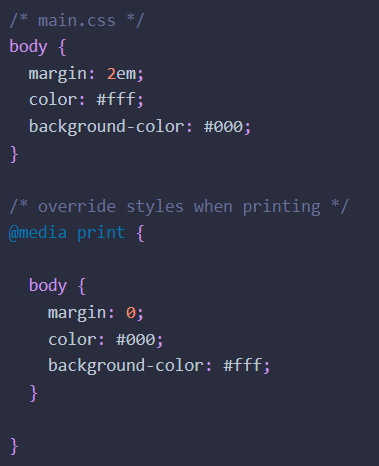 /* main.css */
body {
  margin: 2em;
  color: #fff;
  background-color: #000;
}

/* override styles when printing */
@media print {

  body {
    margin: 0;
    color: #000;
    background-color: #fff;
  }

}